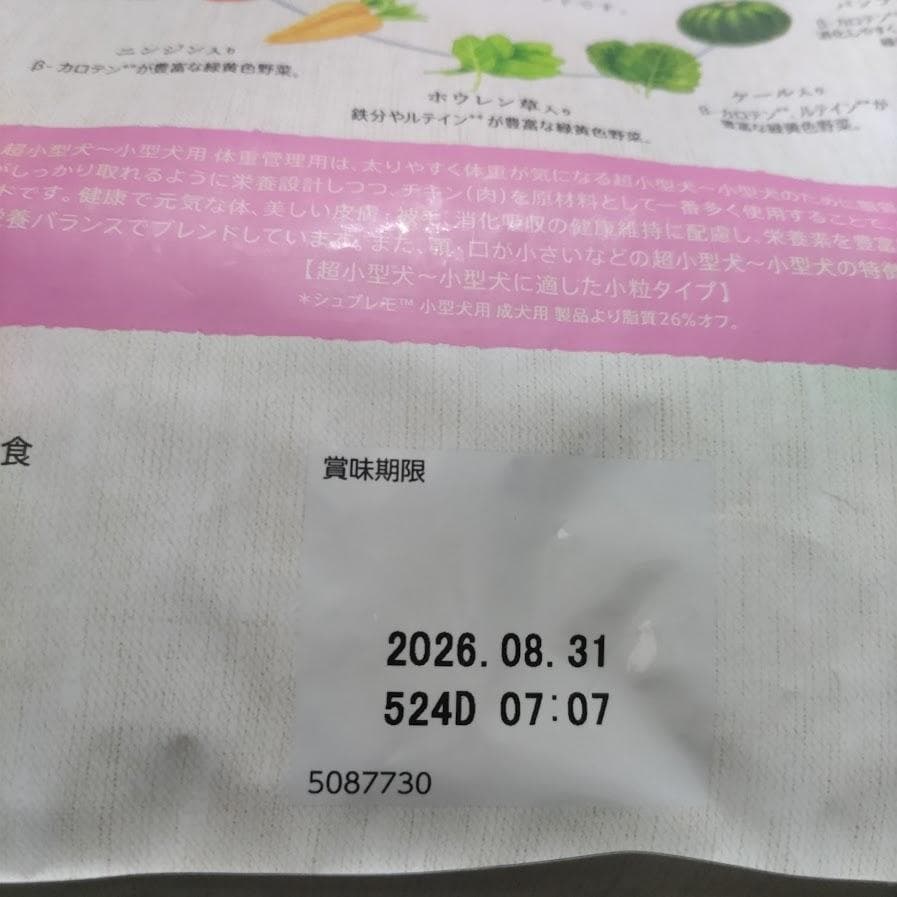 ニンジン入り
β-カロテン**が豊富な緑黄色野菜。
ホウレン草入り
鉄分やルテイン**が豊富な緑黄色野菜。
ケール入り
β-カロテン**、ルテイン**が
豊富な緑黄色野菜。
超小型犬〜小型犬用 体重管理用は、太りやすく体重が気になる超小型犬〜小型犬のために
がしっかり取れるように栄養設計しつつ、チキン(肉)を原材料として一番多く使用することで、
ドです。健康で元気な体、美しい皮膚・被毛、消化吸収の健康維持に配慮し、栄養素を豊富
栄養バランスでブレンドしています。また、顎・口が小さいなどの超小型犬〜小型犬の特徴
【超小型犬〜小型犬に適した小粒タイプ】
*シュプレモ™ 小型犬用 成犬用 製品より脂質26%オフ。
食
賞味期限
2026.08.31
524D 07:07
5087730